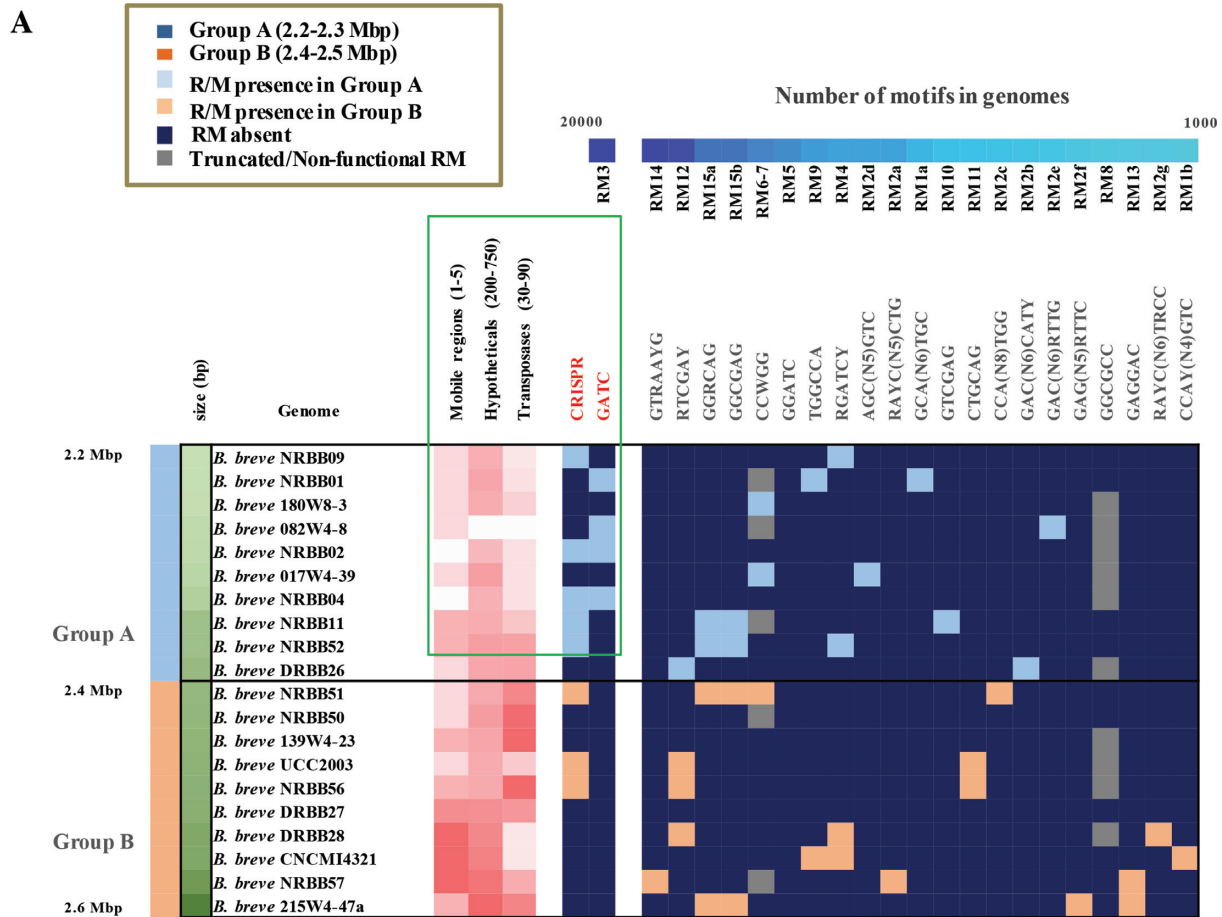 A
Group A (2.2-2.3 Mbp)
Group B (2.4-2.5 Mbp)
R/M presence in Group A
R/M presence in Group B
RM absent
Truncated/Non-functional RM
Number of motifs in genomes
20000
1000
RM3
RM14
RM12
RM15a
RM15b
RM6-7
RM5
RM9
RM4
RM2d
RM2a
RM1a
RM10
RM11
RM2c
RM2b
RM2e
RM2f
RM8
RM13
RM2g
RM1b
size (bp)
Genome
Mobile regions (1-5)
Hypotheticals (200-750)
Transposases (30-90)
CRISPR
GATC
GTRAAYG
RTCGAY
GGRCAG
GGCGAG
CCWGG
GGATC
TGGCCA
RGATCY
AGC(N5)GTC
RAYC(N5)CTG
GCA(N6)TGC
GTCGAG
CTGCAG
CCA(N8)TGG
GAC(N6)CATY
GAC(N6)RTTG
GAG(N5)RTTC
GGCGCC
GAGGAC
RAYC(N6)TRCC
CCAY(N4)GTC
2.2 Mbp
B. breve NRBB09
B. breve NRBB01
B. breve 180W8-3
B. breve 082W4-8
B. breve NRBB02
B. breve 017W4-39
B. breve NRBB04
B. breve NRBB11
Group A
B. breve NRBB52
B. breve DRBB26
2.4 Mbp
B. breve NRBB51
B. breve NRBB50
B. breve 139W4-23
B. breve UCC2003
B. breve NRBB56
B. breve DRBB27
B. breve DRBB28
Group B
B. breve CNCMI4321
B. breve NRBB57
B. breve 215W4-47a
2.6 Mbp